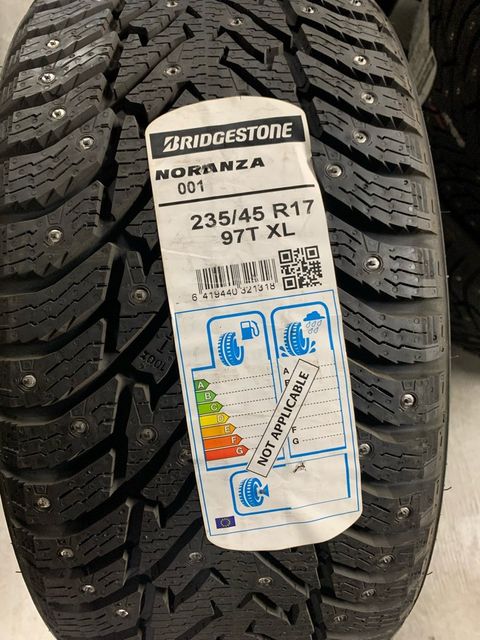 BRIDGESTONE
NORANZA
001
235/45 R17
97T XL
6 419440 321318
A
B
C
D
E
F
G
A
F
G
NOT APPLICABLE